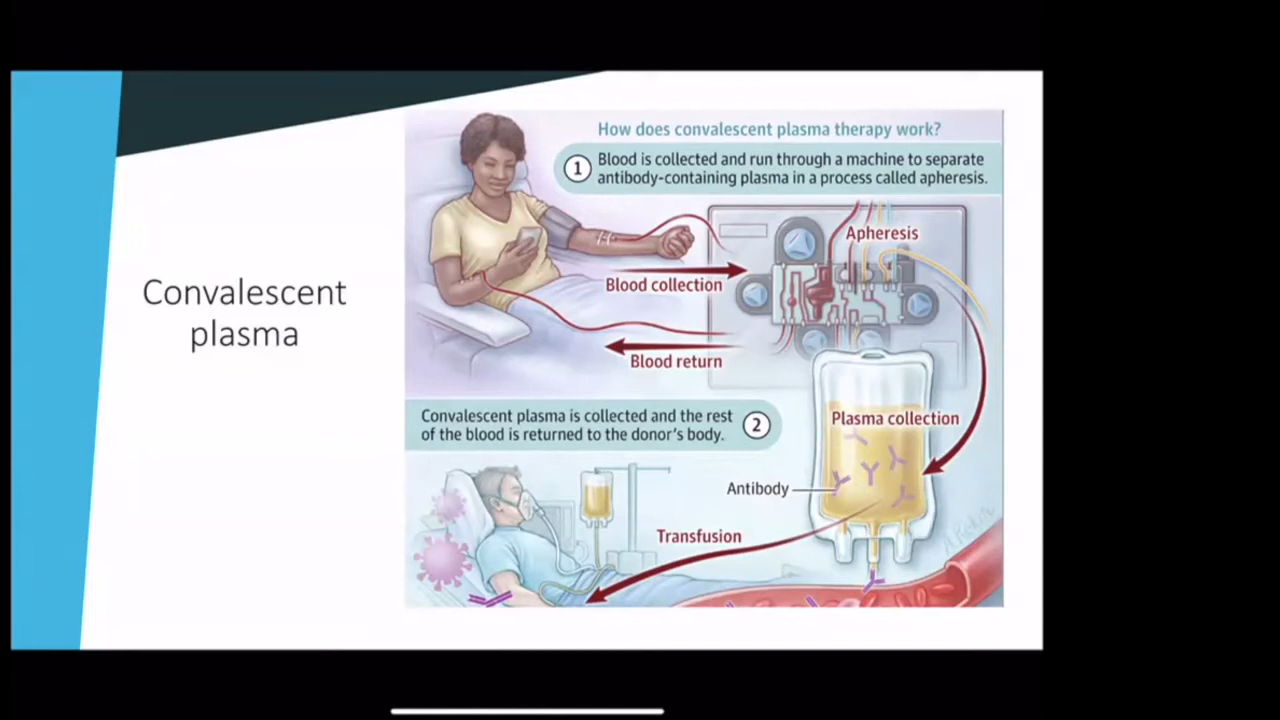 Convalescent
plasma
How does convalescent plasma therapy work?
1
Blood is collected and run through a machine to separate
antibody-containing plasma in a process called apheresis.
Apheresis
Blood collection
Blood return
Convalescent plasma is collected and the rest
of the blood is returned to the donor's body.
2
Plasma collection
Antibody
Transfusion